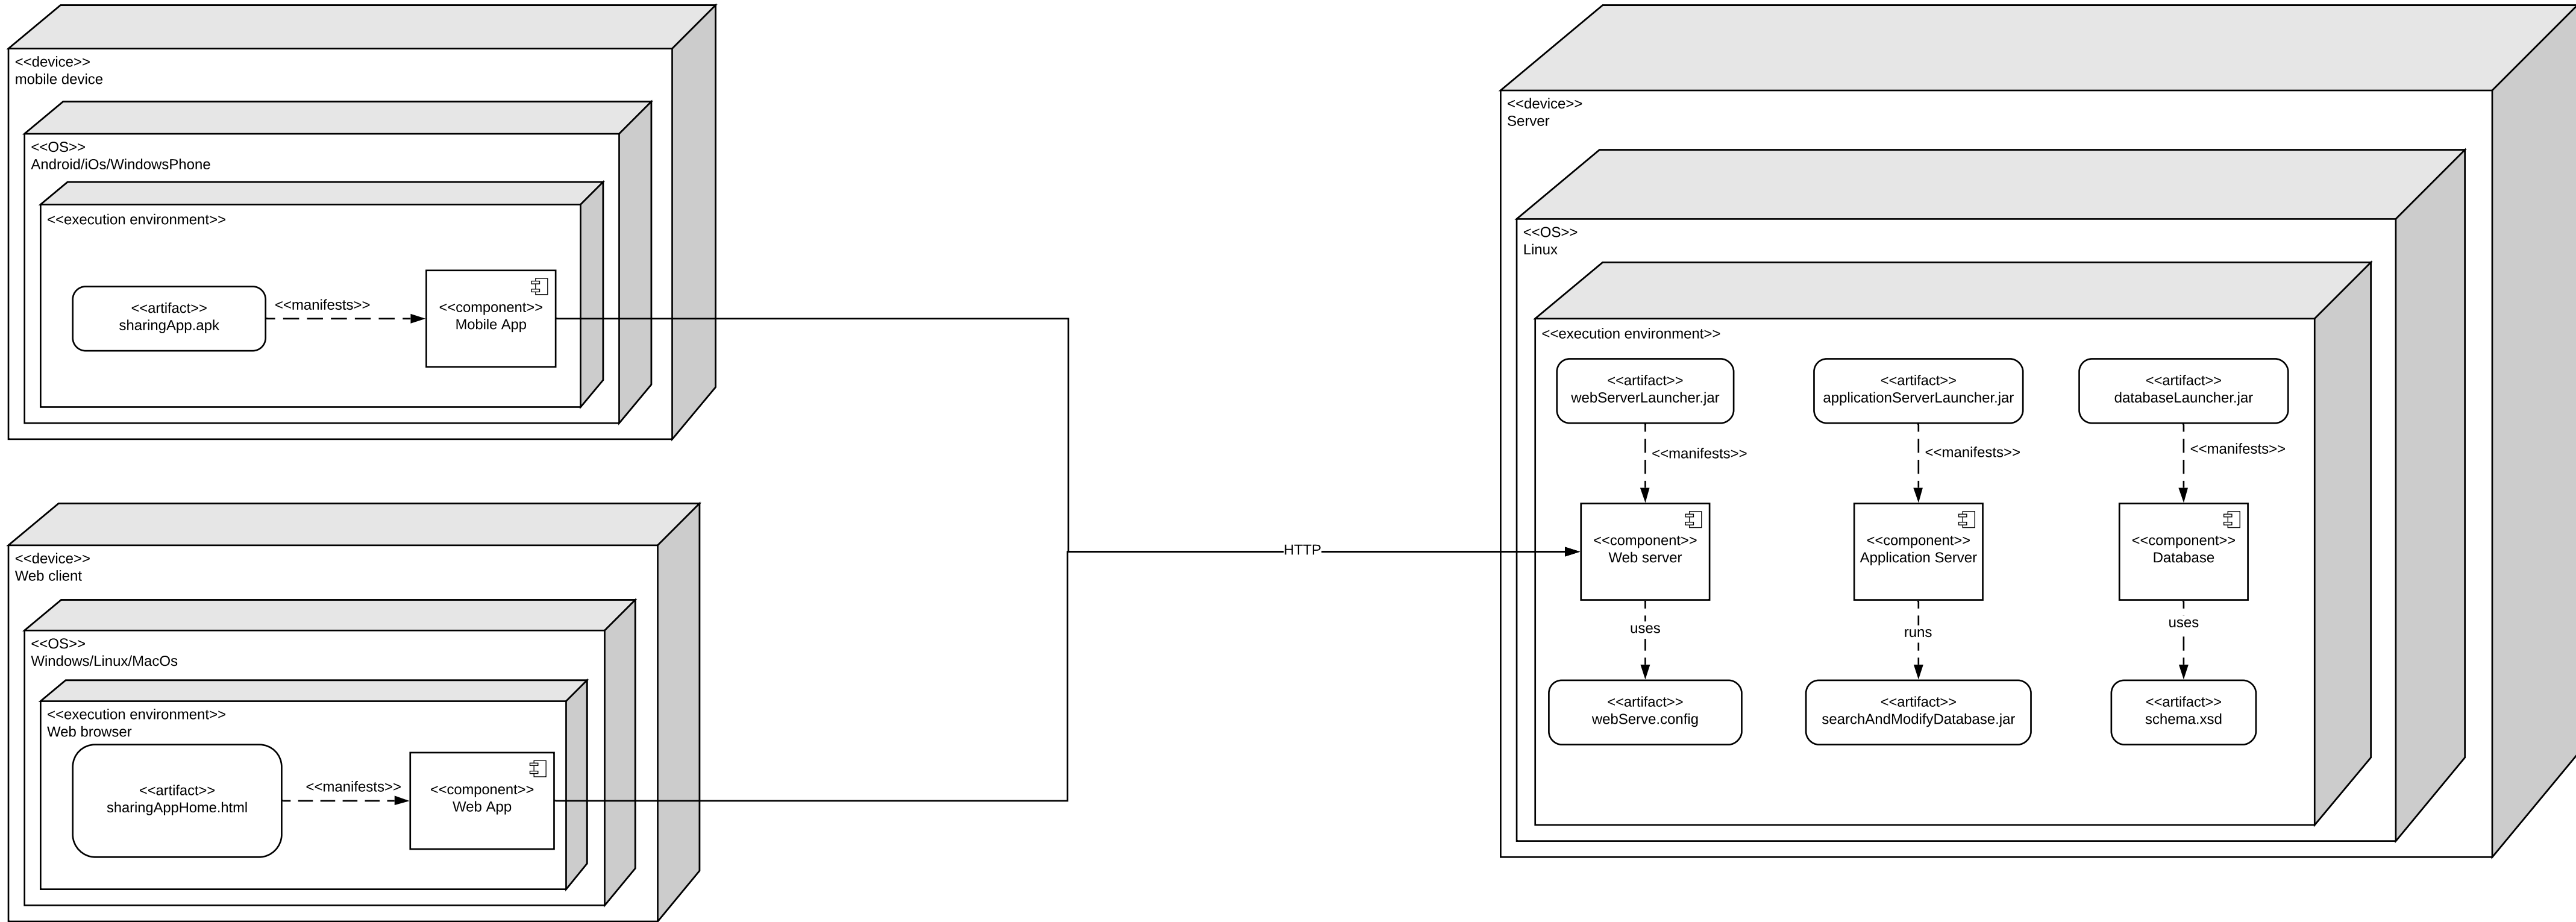 <<device>>
mobile device
<<OS>>
Android/iOs/WindowsPhone
<<execution environment>>
<<artifact>>
sharingApp.apk
<<manifests>>
<<component>>
Mobile App
<<device>>
Web client
<<OS>>
Windows/Linux/MacOs
<<execution environment>>
Web browser
<<artifact>>
sharingAppHome.html
<<manifests>>
<<component>>
Web App
HTTP
<<device>>
Server
<<OS>>
Linux
<<execution environment>>
<<artifact>>
webServerLauncher.jar
<<manifests>>
<<component>>
Web server
uses
<<artifact>>
webServe.config
<<artifact>>
applicationServerLauncher.jar
<<manifests>>
<<component>>
Application Server
runs
<<artifact>>
searchAndModifyDatabase.jar
<<artifact>>
databaseLauncher.jar
<<manifests>>
<<component>>
Database
uses
<<artifact>>
schema.xsd